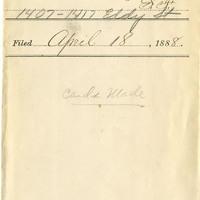 1407-1417 Eddy St
Filed April 18, 1888.
Cards Made